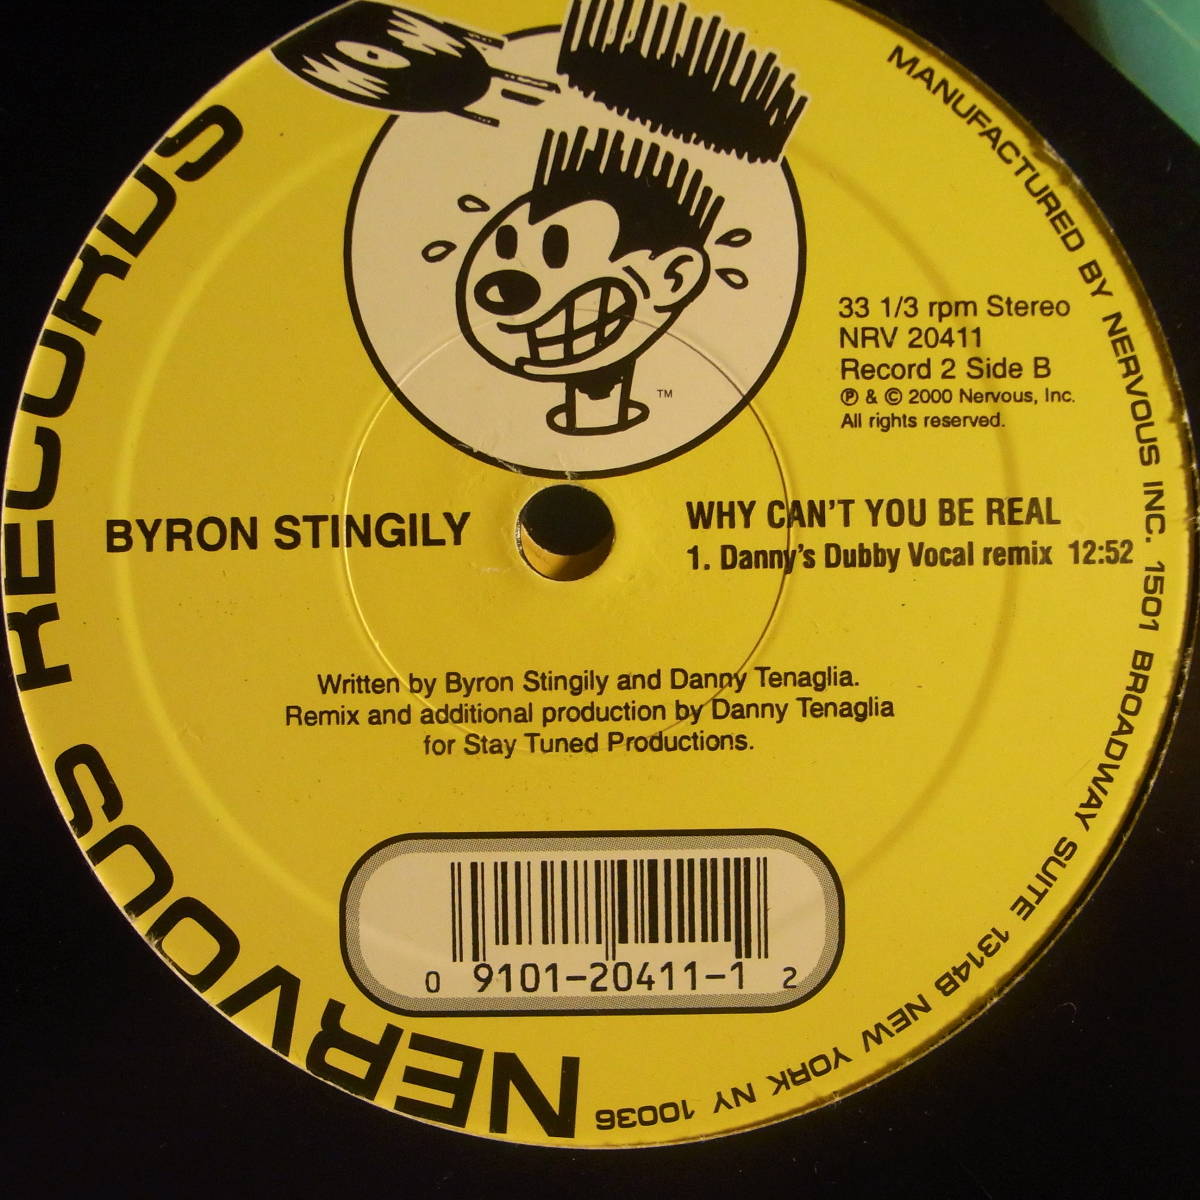 NERVOUS RECORDS
MANUFACTURED BY NERVOUS INC. 1501 BROADWAY SUITE 1314B NEW YORK NY 10036
TM
33 1/3 rpm Stereo
NRV 20411
Record 2 Side B
℗ & © 2000 Nervous, Inc.
All rights reserved.
BYRON STINGILY
WHY CAN'T YOU BE REAL
1. Danny's Dubby Vocal remix 12:52
Written by Byron Stingily and Danny Tenaglia.
Remix and additional production by Danny Tenaglia
for Stay Tuned Productions.
0 9101-20411-1 2